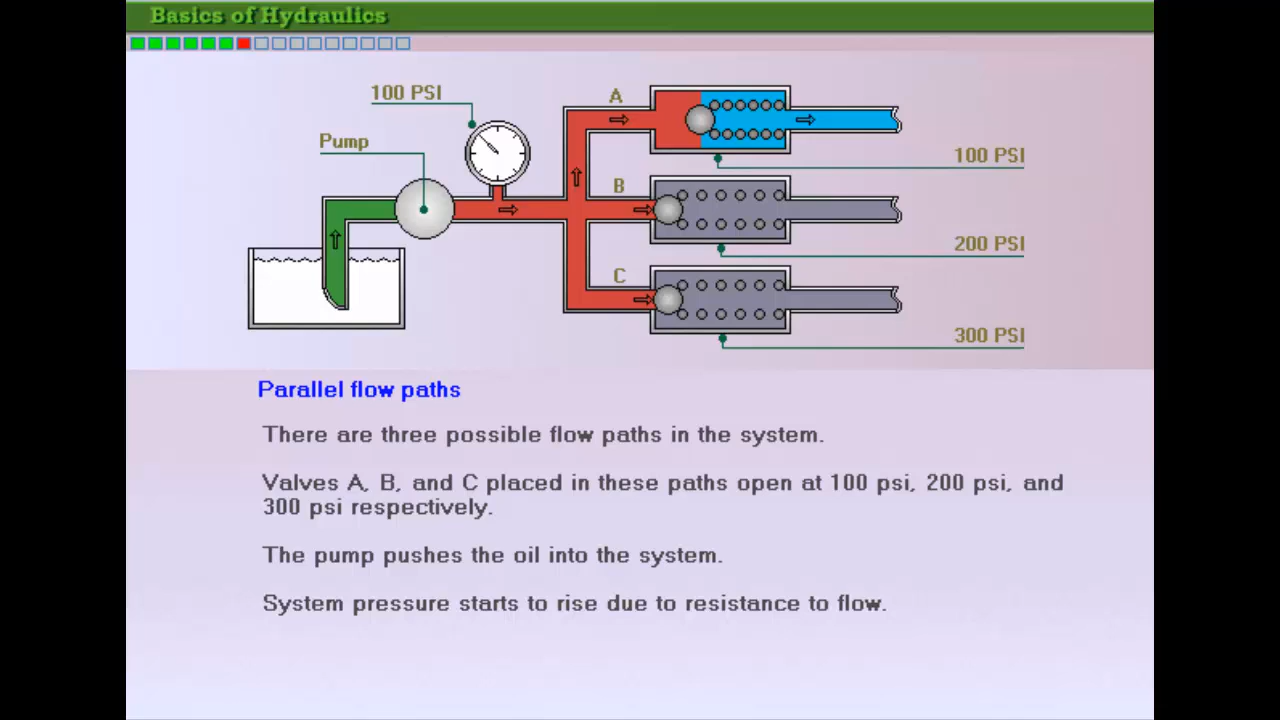 Basics of Hydraulics
100 PSI
Pump
A
100 PSI
B
200 PSI
C
300 PSI
Parallel flow paths
There are three possible flow paths in the system.
Valves A, B, and C placed in these paths open at 100 psi, 200 psi, and
300 psi respectively.
The pump pushes the oil into the system.
System pressure starts to rise due to resistance to flow.